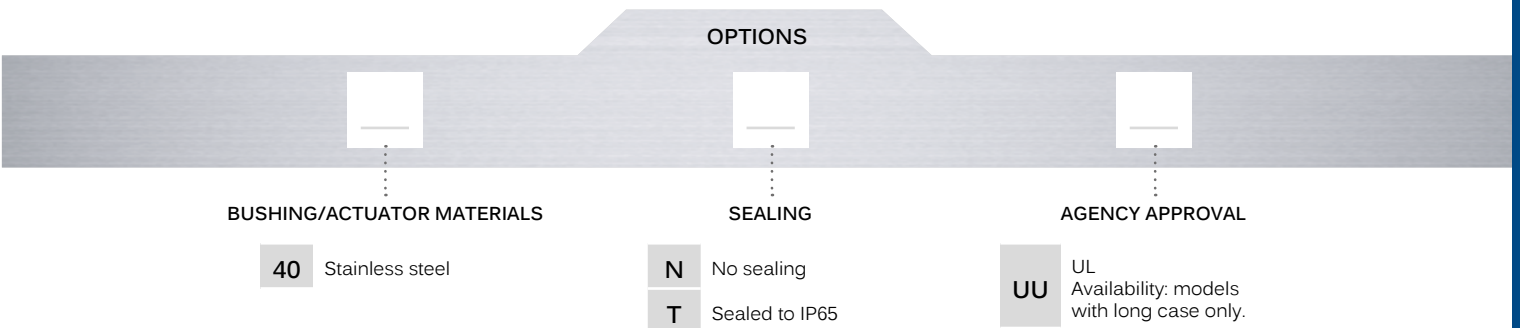 OPTIONS
BUSHING/ACTUATOR MATERIALS
40 Stainless steel
SEALING
N No sealing
T Sealed to IP65
AGENCY APPROVAL
UU UL
Availability: models
with long case only.